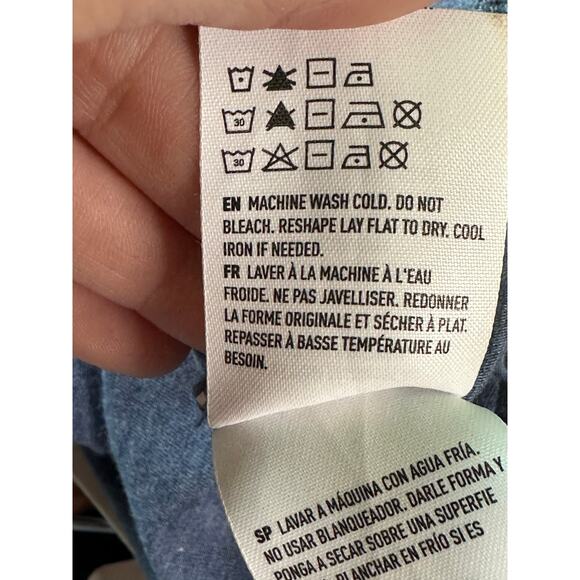 30
30
EN MACHINE WASH COLD. DO NOT
BLEACH. RESHAPE LAY FLAT TO DRY. COOL
IRON IF NEEDED.
FR LAVER À LA MACHINE À L'EAU
FROIDE. NE PAS JAVELLISER. REDONNER
LA FORME ORIGINALE ET SÉCHER À PLAT.
REPASSER À BASSE TEMPÉRATURE AU
BESOIN.
SP LAVAR A MÁQUINA CON AGUA FRÍA.
NO USAR BLANQUEADOR. DARLE FORMA Y
PONGA A SECAR SOBRE UNA SUPERFIE
PLANCHAR EN FRÍO SI ES